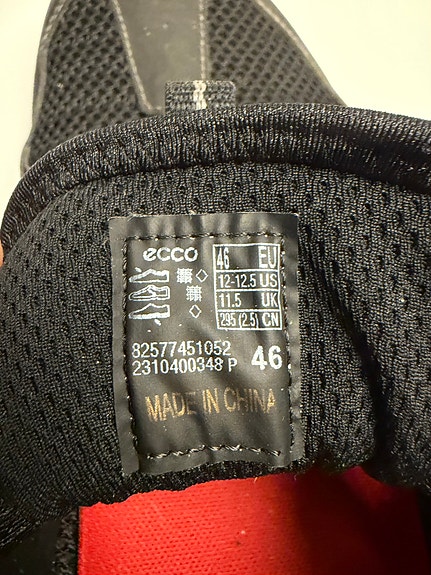 ecco
46 EU
12-12.5 US
11.5 UK
295 (2.5) CN
82577451052
2310400348 P 46
MADE IN CHINA